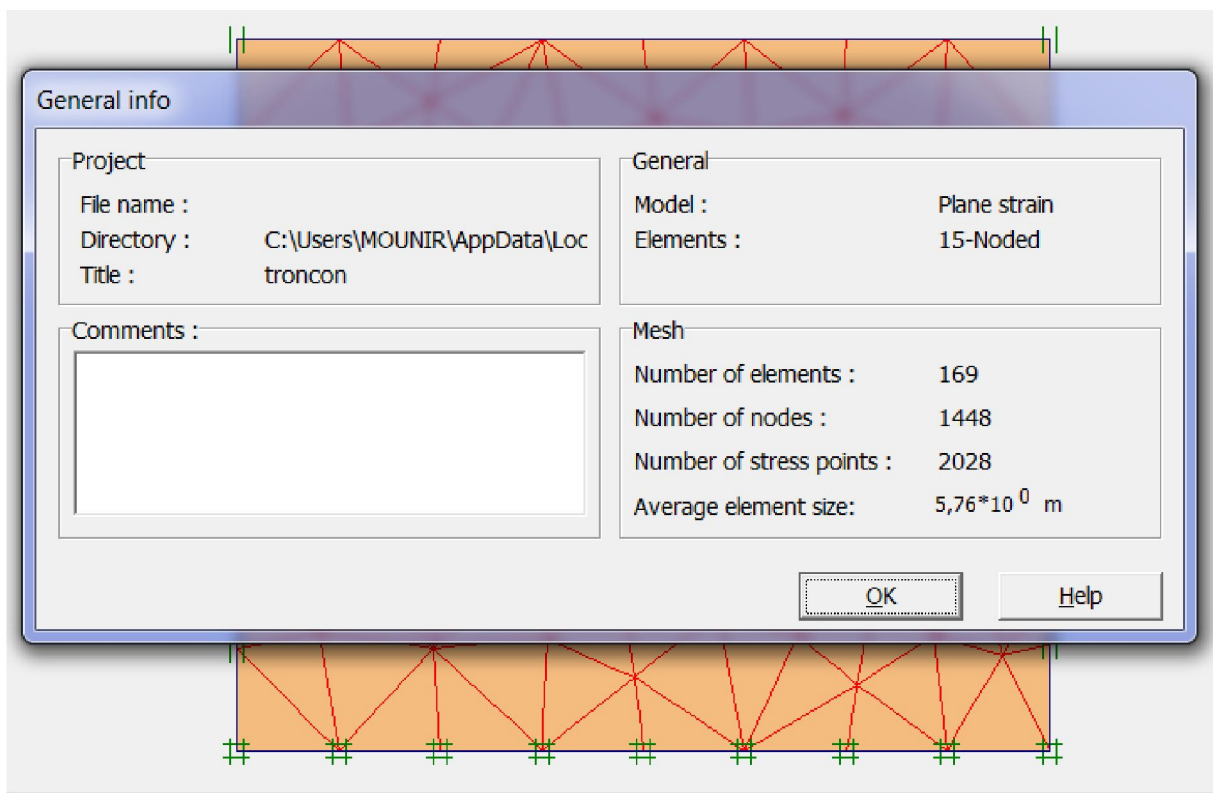 General info
Project
File name :
Directory : C:\Users\MOUNIR\AppData\Loc
Title : troncon
General
Model : Plane strain
Elements : 15-Noded
Comments :
Mesh
Number of elements : 169
Number of nodes : 1448
Number of stress points : 2028
Average element size: 5,76*10 0 m
OK
Help